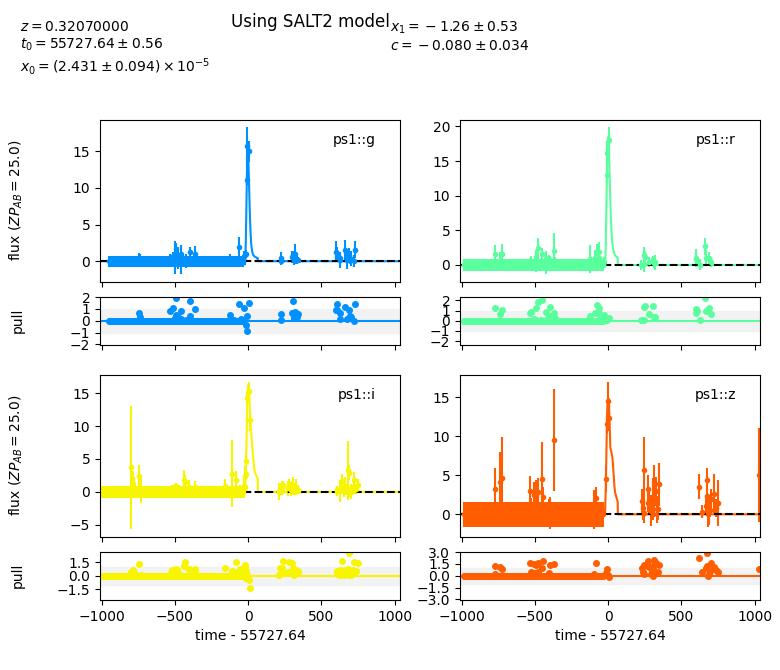 Using SALT2 model
z = 0.32070000
t₀ = 55727.64 ± 0.56
x₀ = (2.431 ± 0.094) × 10⁻⁵
x₁ = −1.26 ± 0.53
c = −0.080 ± 0.034
flux (ZP_AB = 25.0)
15
10
5
0
ps1::g
20
15
10
5
0
ps1::r
pull
2
1
0
−1
−2
2
1
0
−1
−2
flux (ZP_AB = 25.0)
15
10
5
0
−5
ps1::i
15
10
5
0
ps1::z
pull
1.5
0.0
−1.5
3.0
1.5
0.0
−1.5
−3.0
−1000 −500 0 500 1000
−1000 −500 0 500 1000
time - 55727.64
time - 55727.64